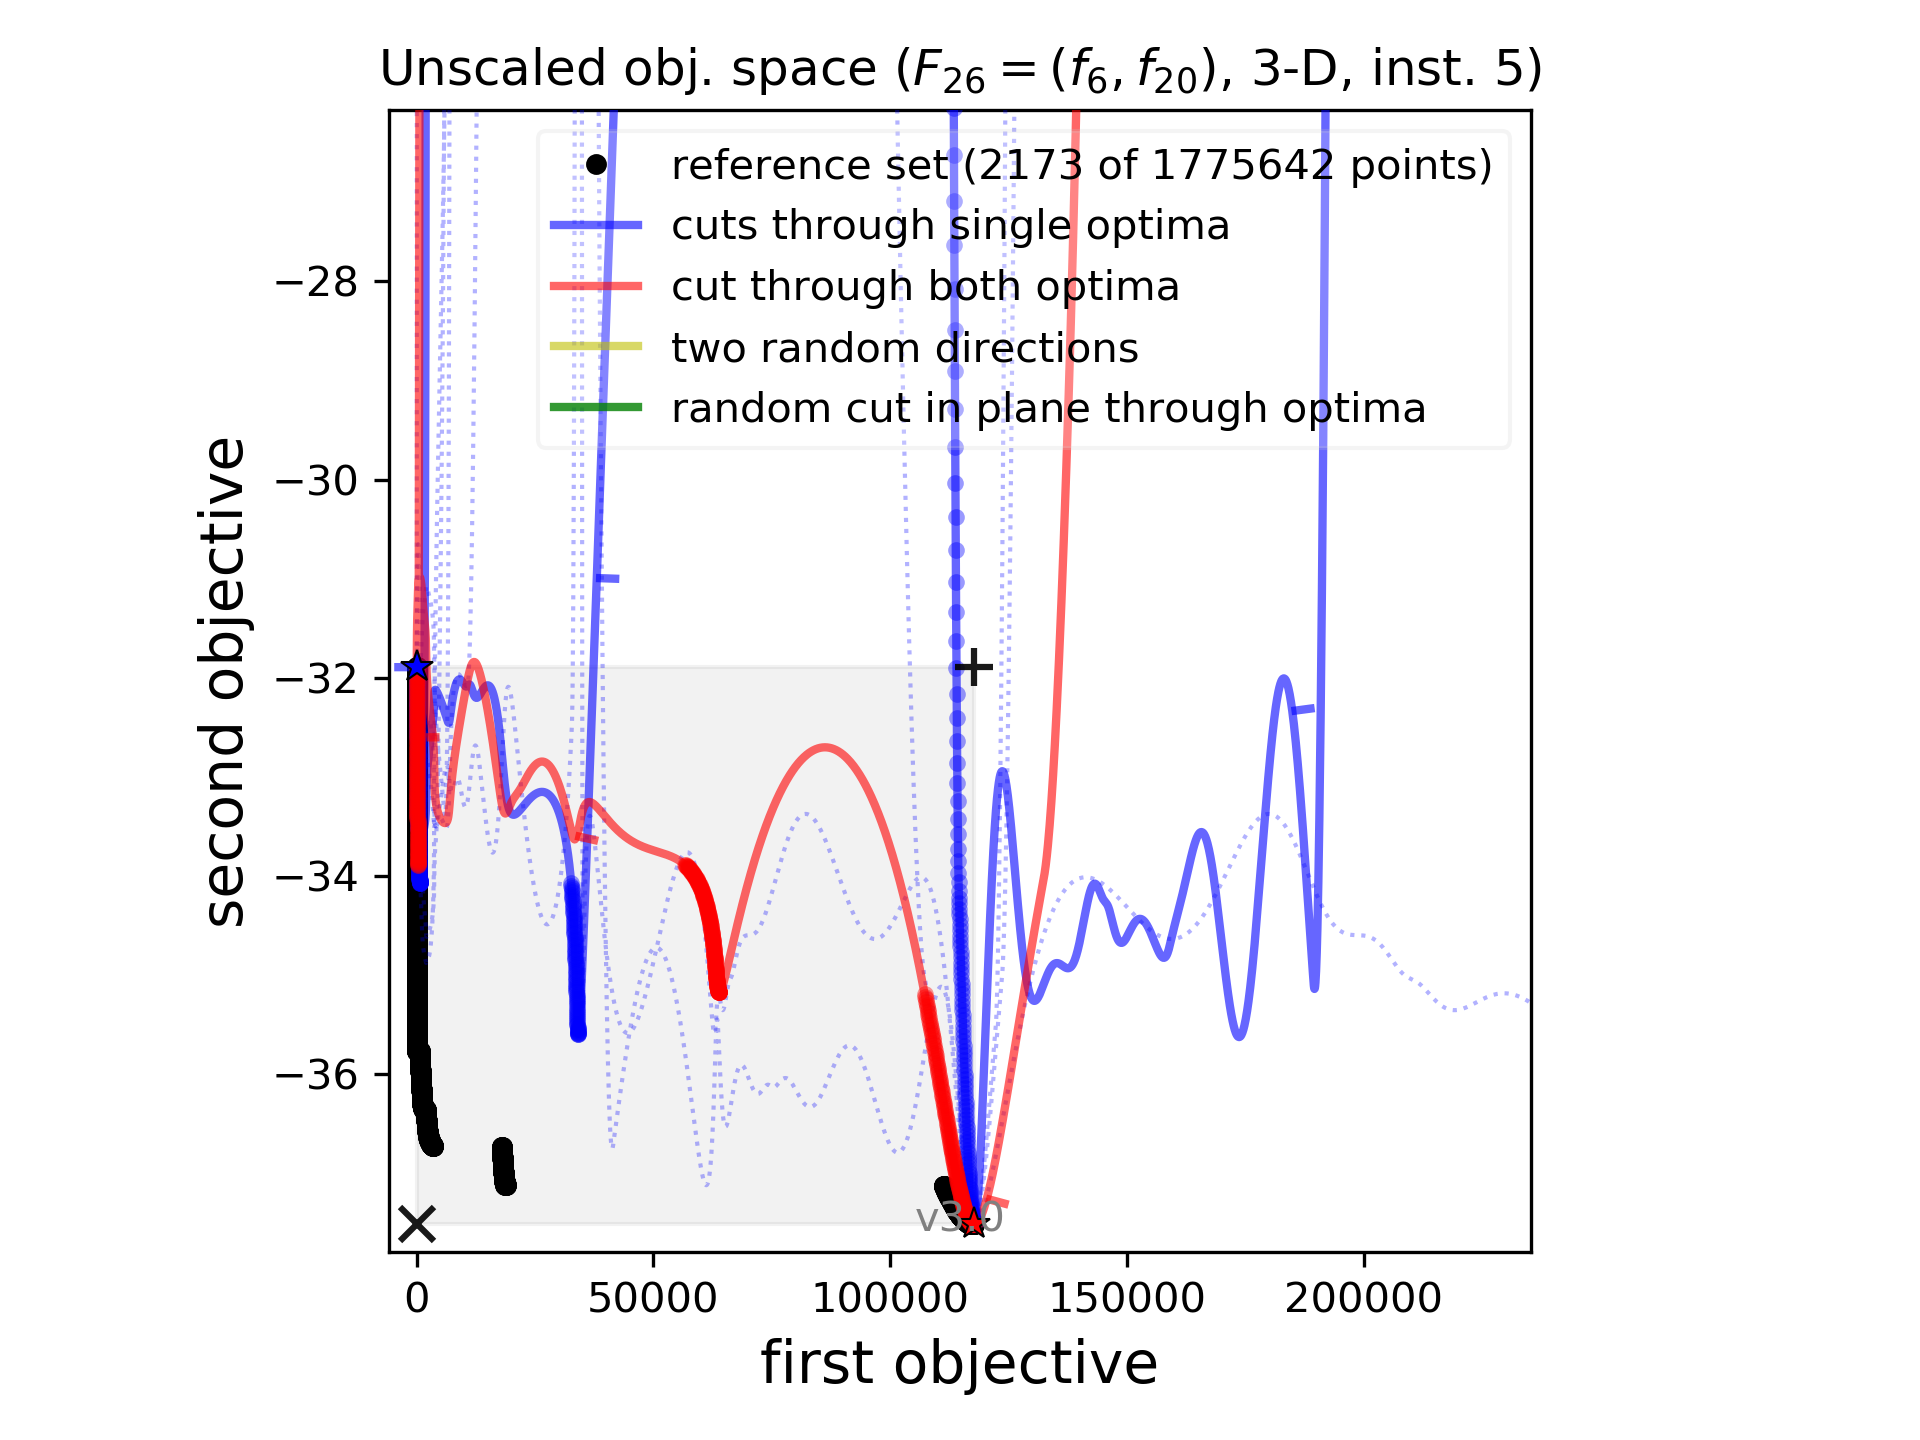 Unscaled obj. space (F₂₆ = (f₆, f₂₀), 3-D, inst. 5)
reference set (2173 of 1775642 points)
cuts through single optima
cut through both optima
two random directions
random cut in plane through optima
second objective
−28
−30
−32
−34
−36
v3.0
0
50000
100000
150000
200000
first objective